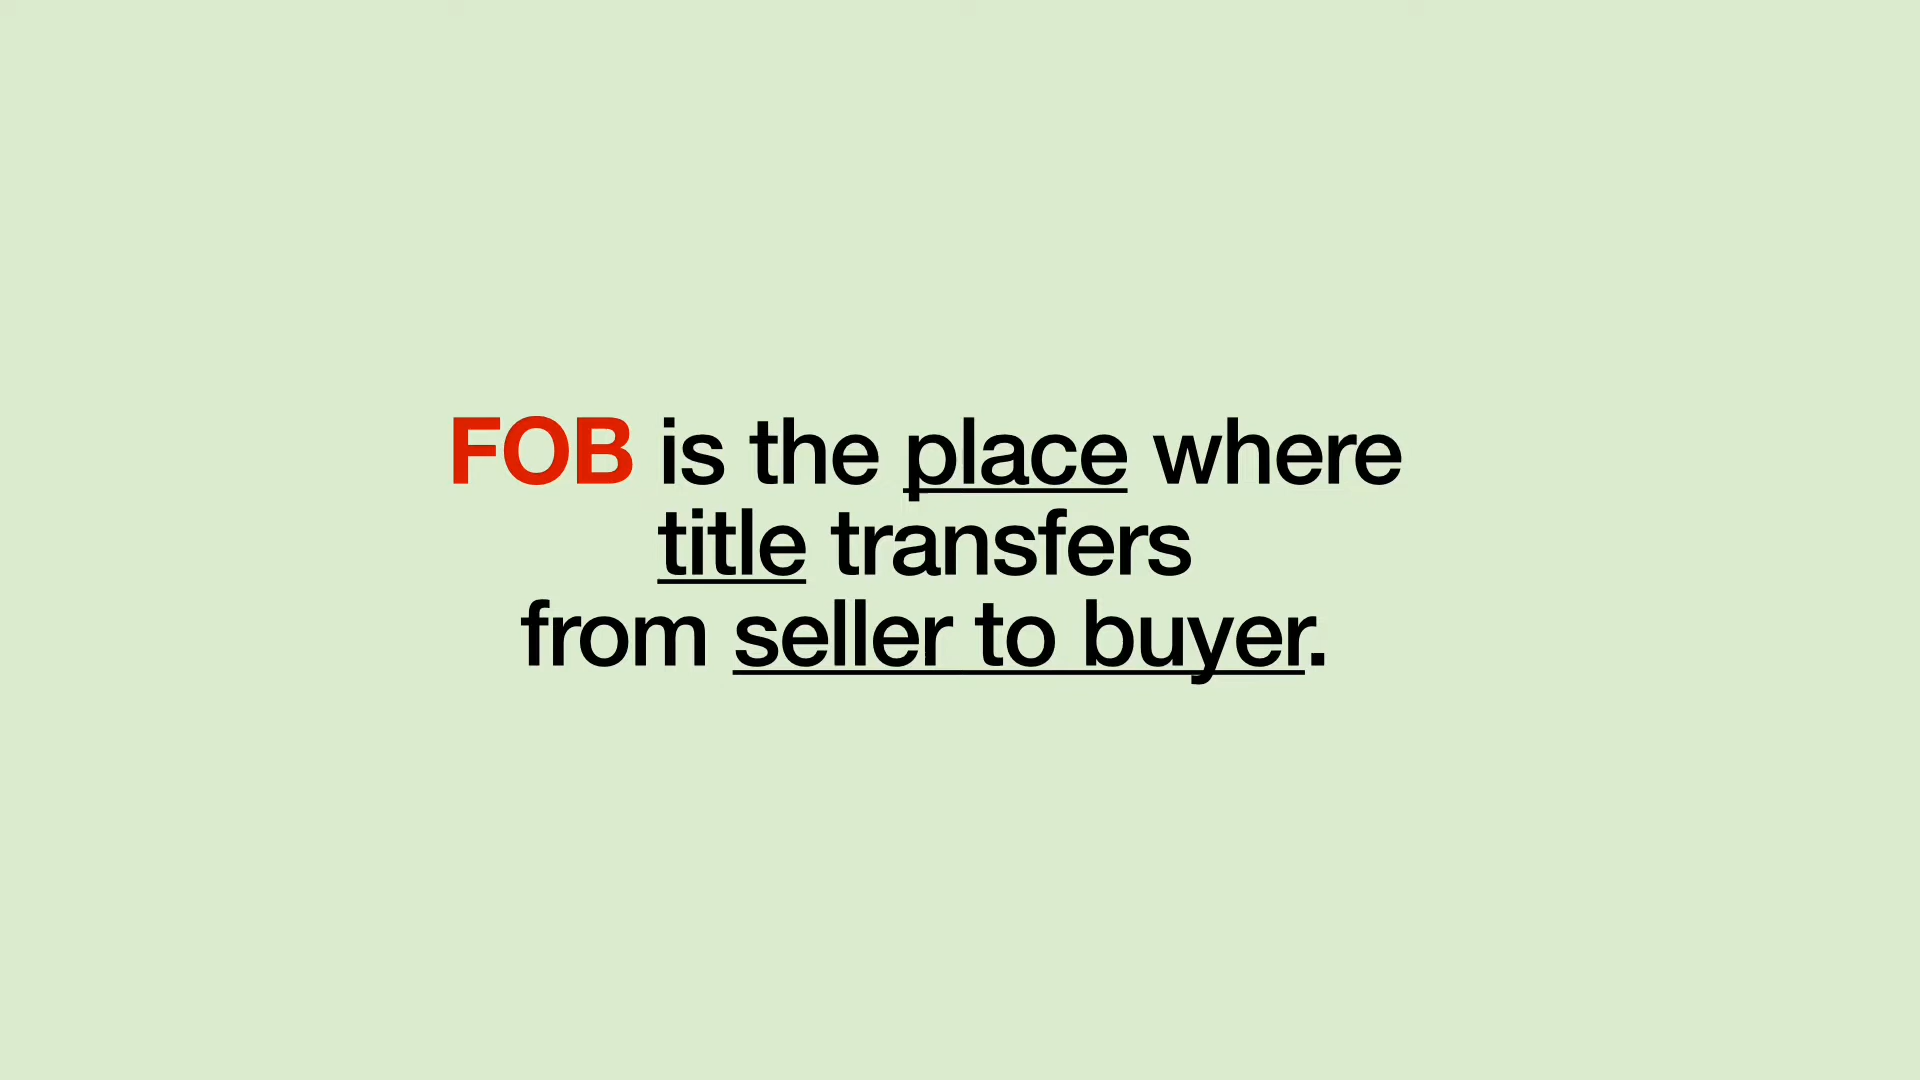 FOB is the place where
title transfers
from seller to buyer.